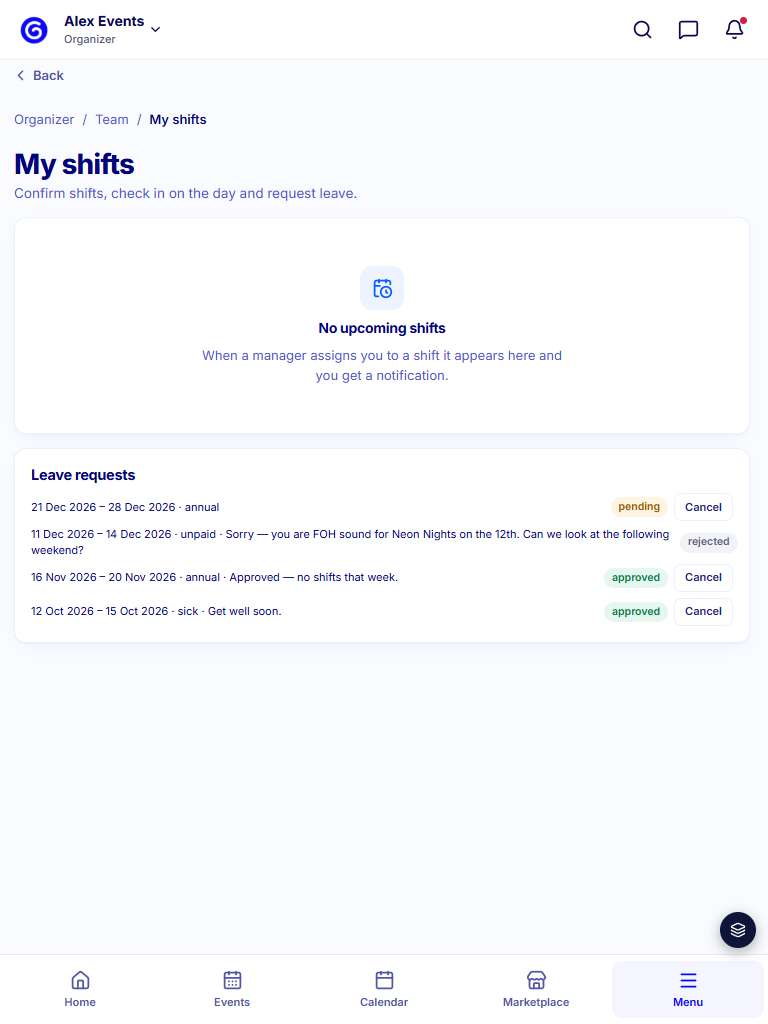 Alex Events
Organizer
Back
Organizer / Team / My shifts
My shifts
Confirm shifts, check in on the day and request leave.
No upcoming shifts
When a manager assigns you to a shift it appears here and
you get a notification.
Leave requests
21 Dec 2026 – 28 Dec 2026 · annual
pending
Cancel
11 Dec 2026 – 14 Dec 2026 · unpaid · Sorry — you are FOH sound for Neon Nights on the 12th. Can we look at the following
weekend?
rejected
16 Nov 2026 – 20 Nov 2026 · annual · Approved — no shifts that week.
approved
Cancel
12 Oct 2026 – 15 Oct 2026 · sick · Get well soon.
approved
Cancel
Home
Events
Calendar
Marketplace
Menu